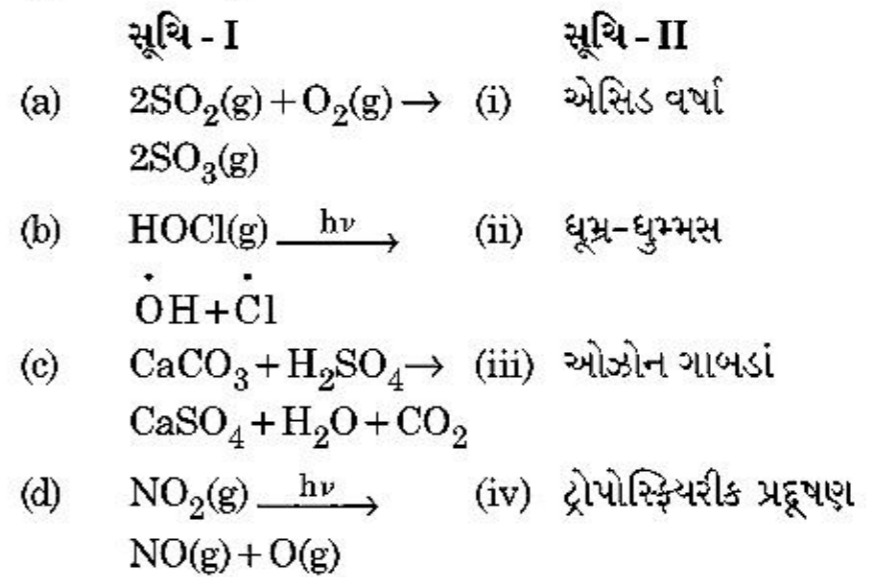 સૂચિ - I સૂચિ - II
(a) 2SO₂(g) + O₂(g) → (i) એસિડ વર્ષા
2SO₃(g)
(b) HOCl(g) —hν→ (ii) ધૂમ્ર-ધુમ્મસ
ȮH + Ċl
(c) CaCO₃ + H₂SO₄ → (iii) ઓઝોન ગાબડાં
CaSO₄ + H₂O + CO₂
(d) NO₂(g) —hν→ (iv) ટ્રોપોસ્ફિયરીક પ્રદૂષણ
NO(g) + O(g)